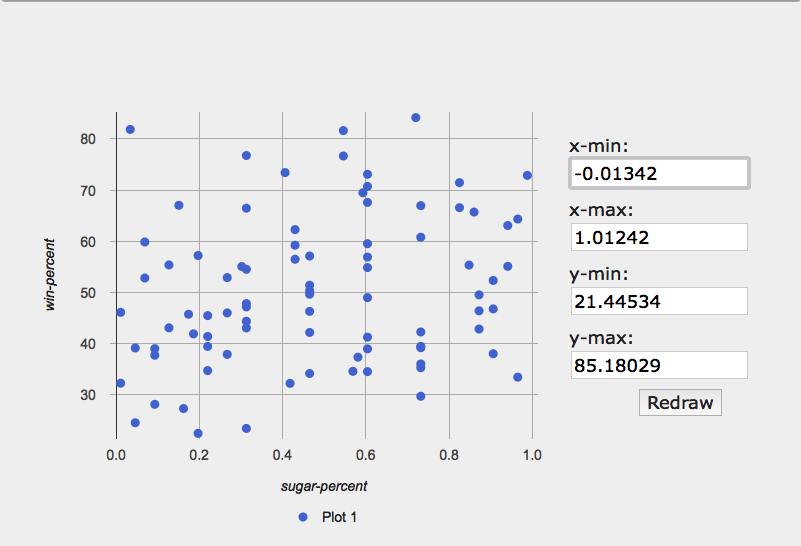 80
70
60
50
40
30
win-percent
0.0 0.2 0.4 0.6 0.8 1.0
sugar-percent
Plot 1
x-min:
-0.01342
x-max:
1.01242
y-min:
21.44534
y-max:
85.18029
Redraw